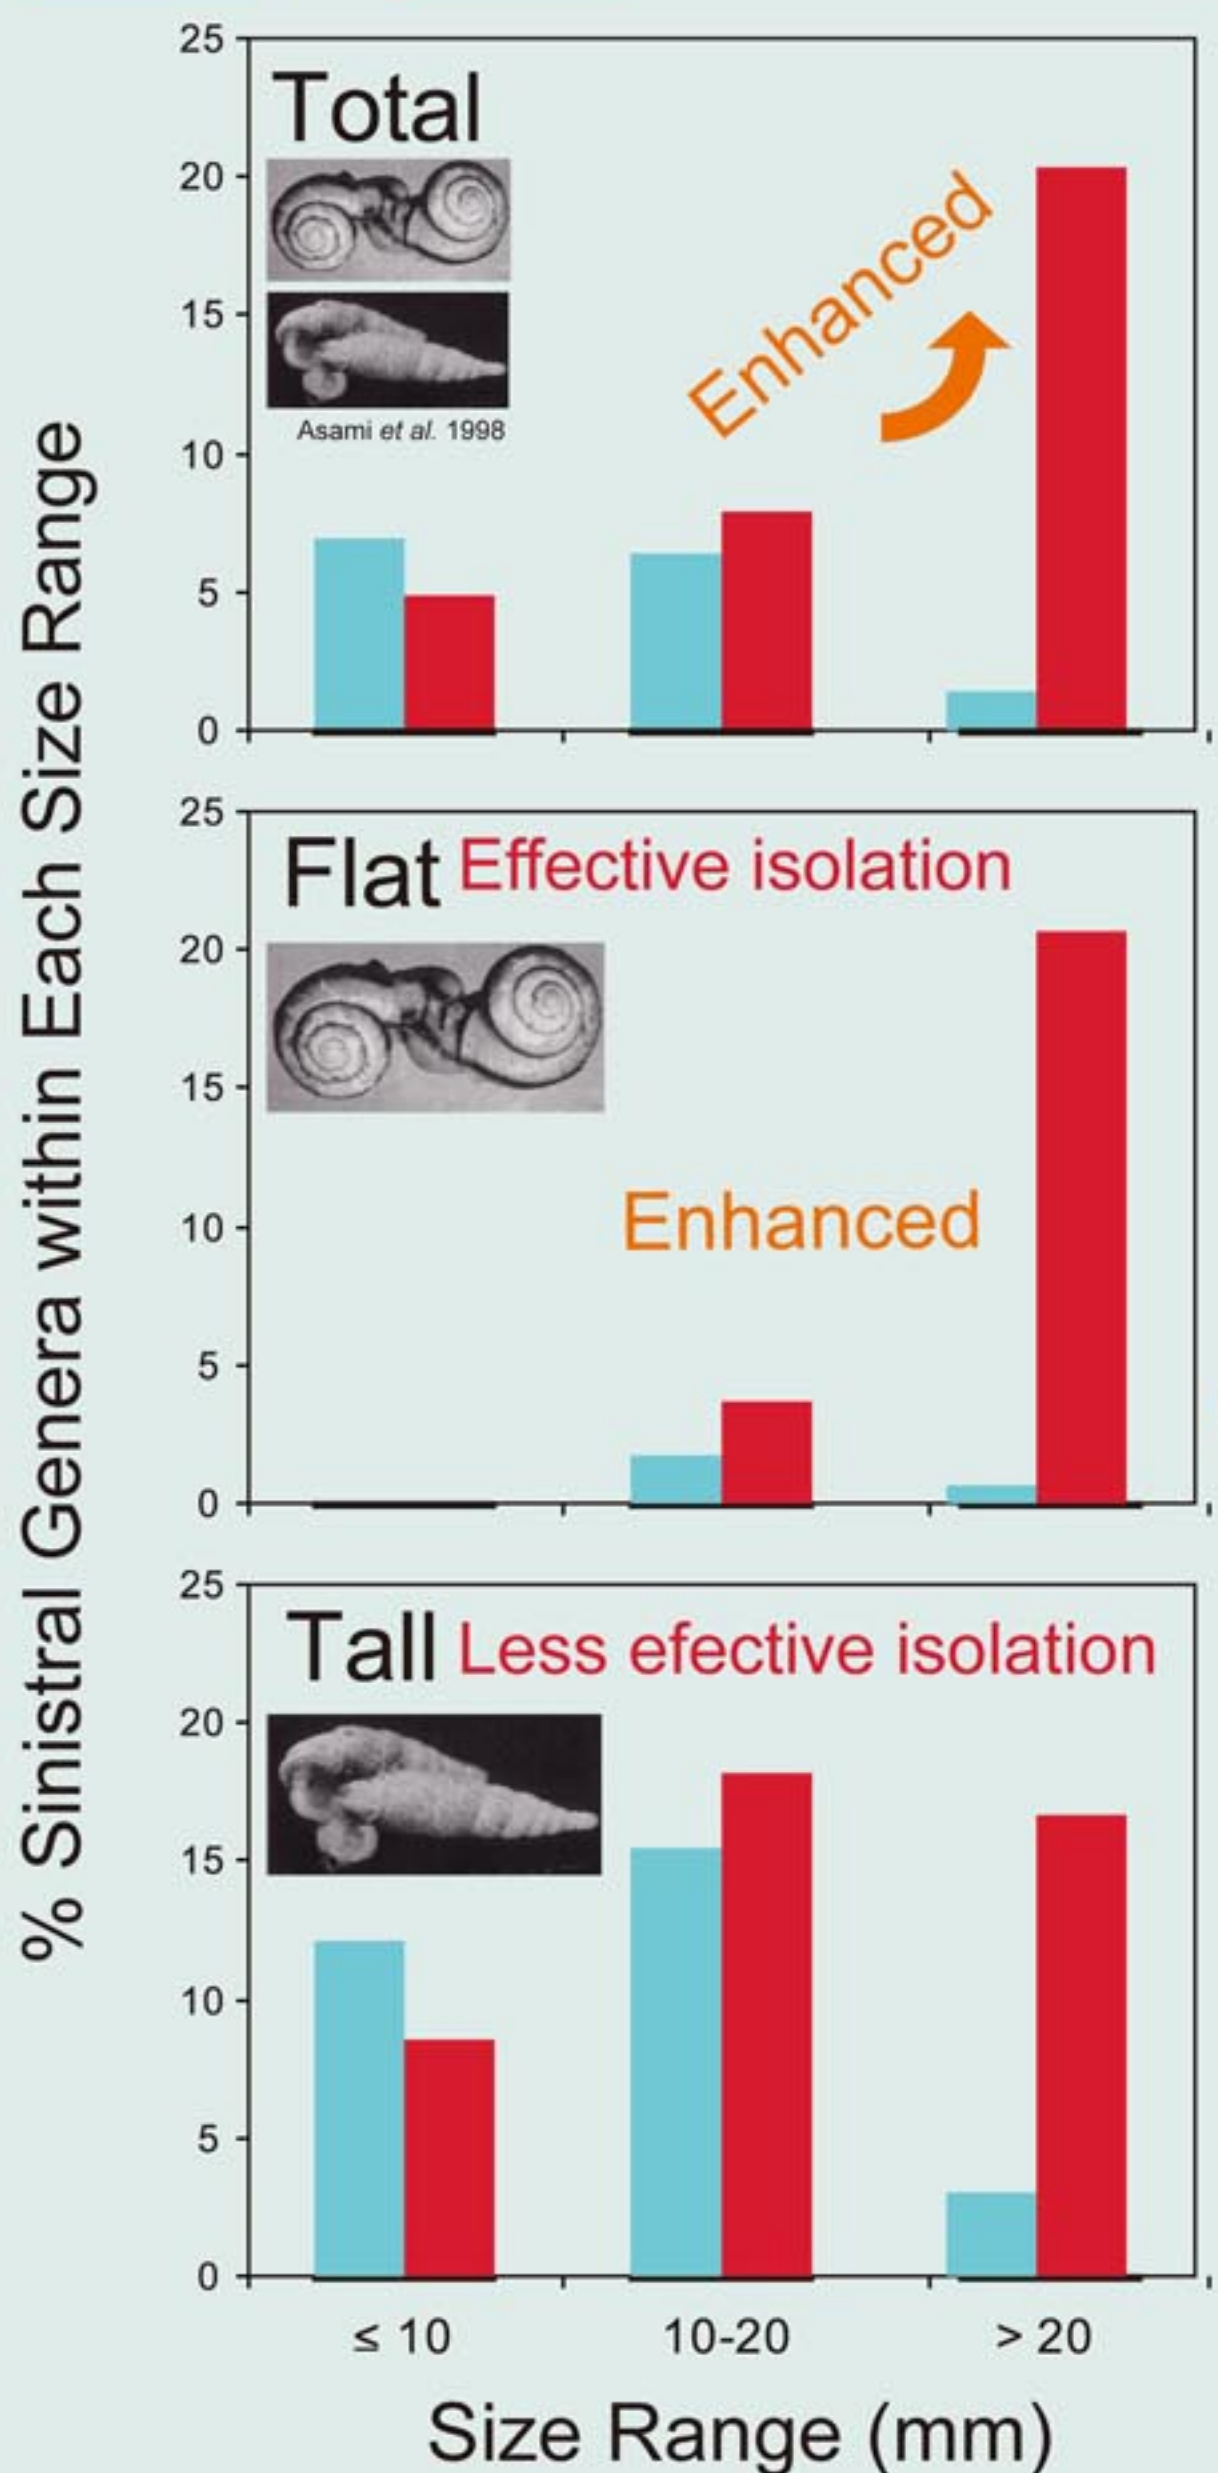 % Sinistral Genera within Each Size Range
25
Total
20
15
10
5
0
Enhanced
Asami et al. 1998
25
Flat Effective isolation
20
15
10
5
0
Enhanced
25
Tall Less efective isolation
20
15
10
5
0
≤ 10 10-20 > 20
Size Range (mm)